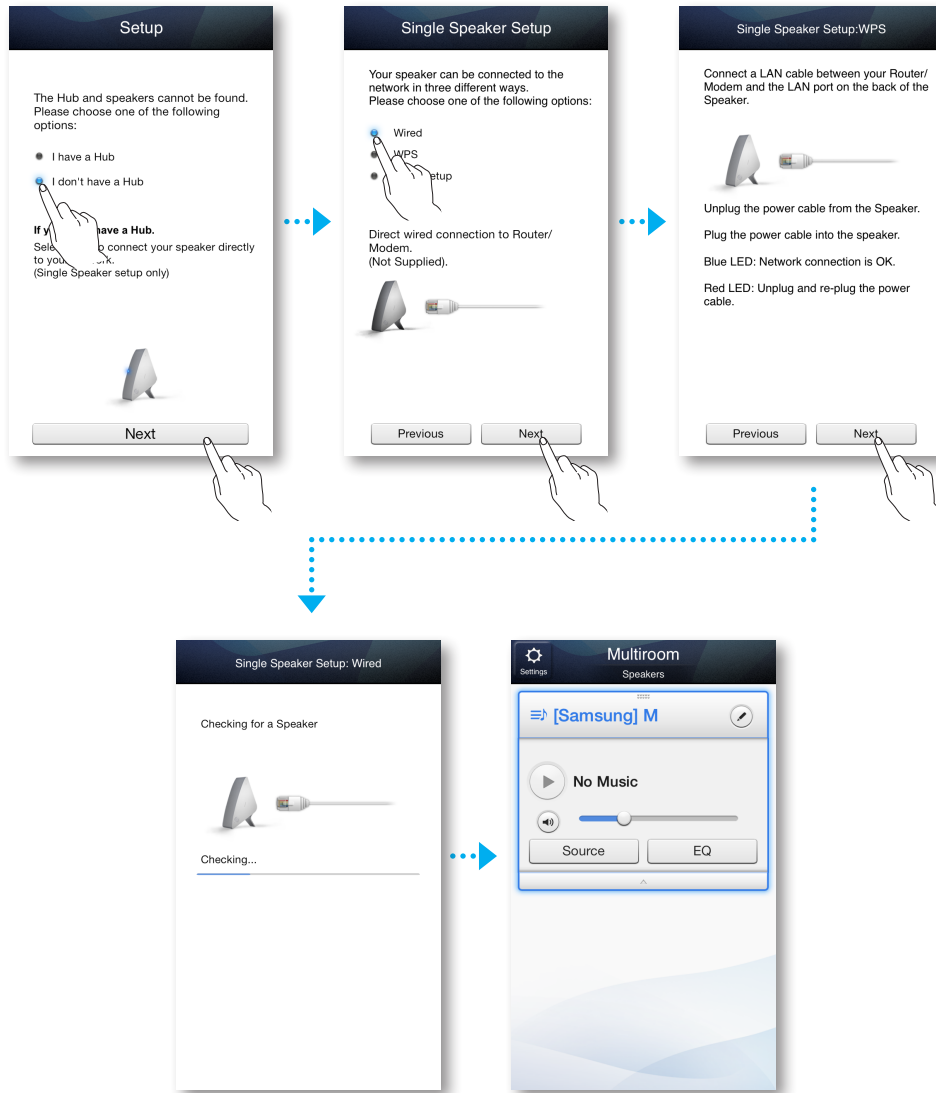 Setup
The Hub and speakers cannot be found.
Please choose one of the following
options:
I have a Hub
I don't have a Hub
If y have a Hub.
Sele o connect your speaker directly
to you rk.
(Single Speaker setup only)
Next
Single Speaker Setup
Your speaker can be connected to the
network in three different ways.
Please choose one of the following options:
Wired
WPS
etup
Direct wired connection to Router/
Modem.
(Not Supplied).
Previous
Next
Single Speaker Setup:WPS
Connect a LAN cable between your Router/
Modem and the LAN port on the back of the
Speaker.
Unplug the power cable from the Speaker.
Plug the power cable into the speaker.
Blue LED: Network connection is OK.
Red LED: Unplug and re-plug the power
cable.
Previous
Next
Single Speaker Setup: Wired
Checking for a Speaker
Checking...
Settings
Multiroom
Speakers
[Samsung] M
No Music
Source
EQ